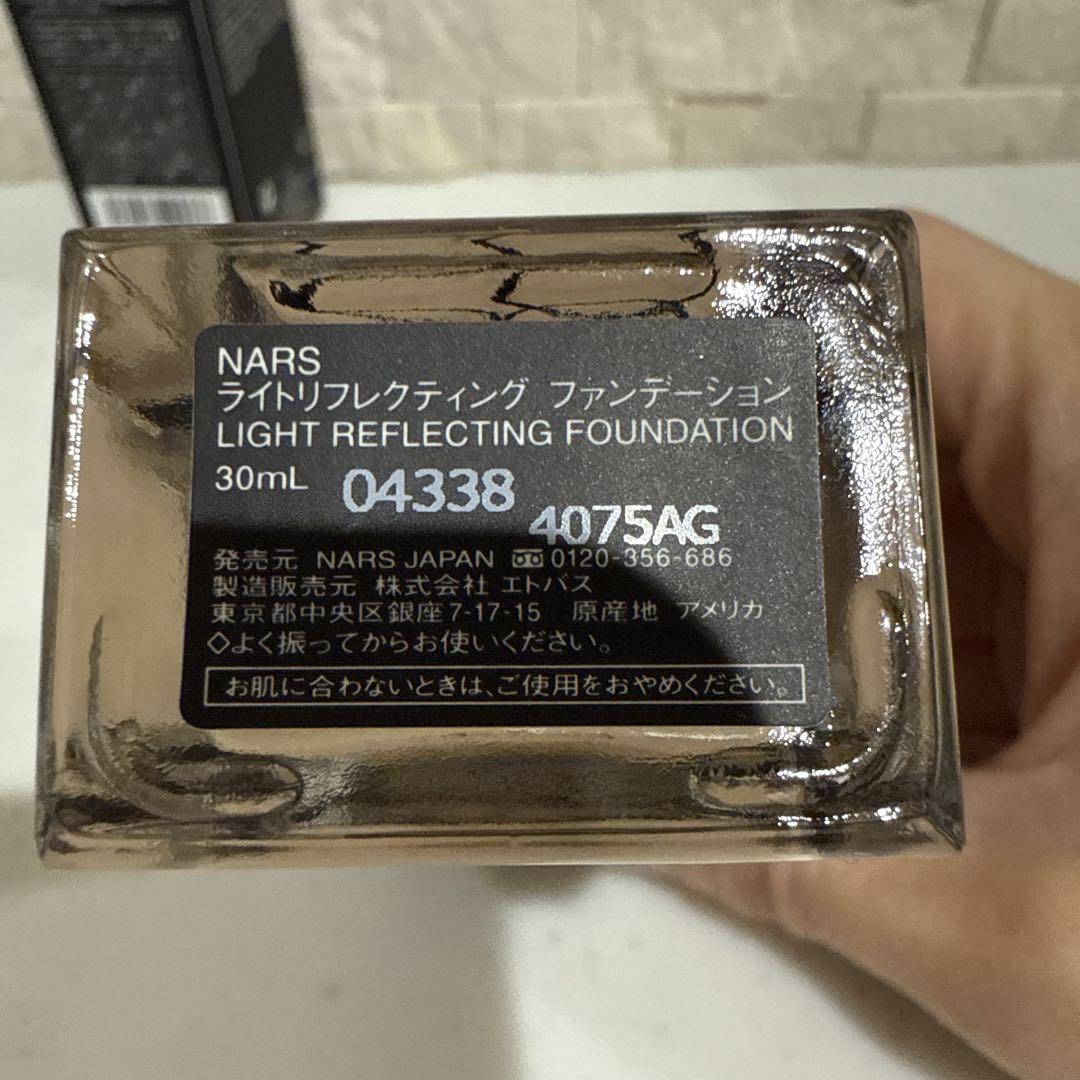 NARS
ライトリフレクティング ファンデーション
LIGHT REFLECTING FOUNDATION
30mL 04338
4075AG
発売元 NARS JAPAN 0120-356-686
製造販売元 株式会社 エトバス
東京都中央区銀座7-17-15 原産地 アメリカ
◇よく振ってからお使いください。
お肌に合わないときは、ご使用をおやめください。